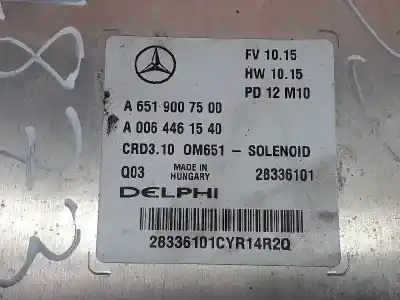 FV 10.15
HW 10.15
PD 12 M10
A 651 900 75 00
A 006 446 15 40
CRD3.10 OM651 - SOLENOID
Q03 MADE IN HUNGARY 28336101
DELPHI
28336101CYR14R2Q